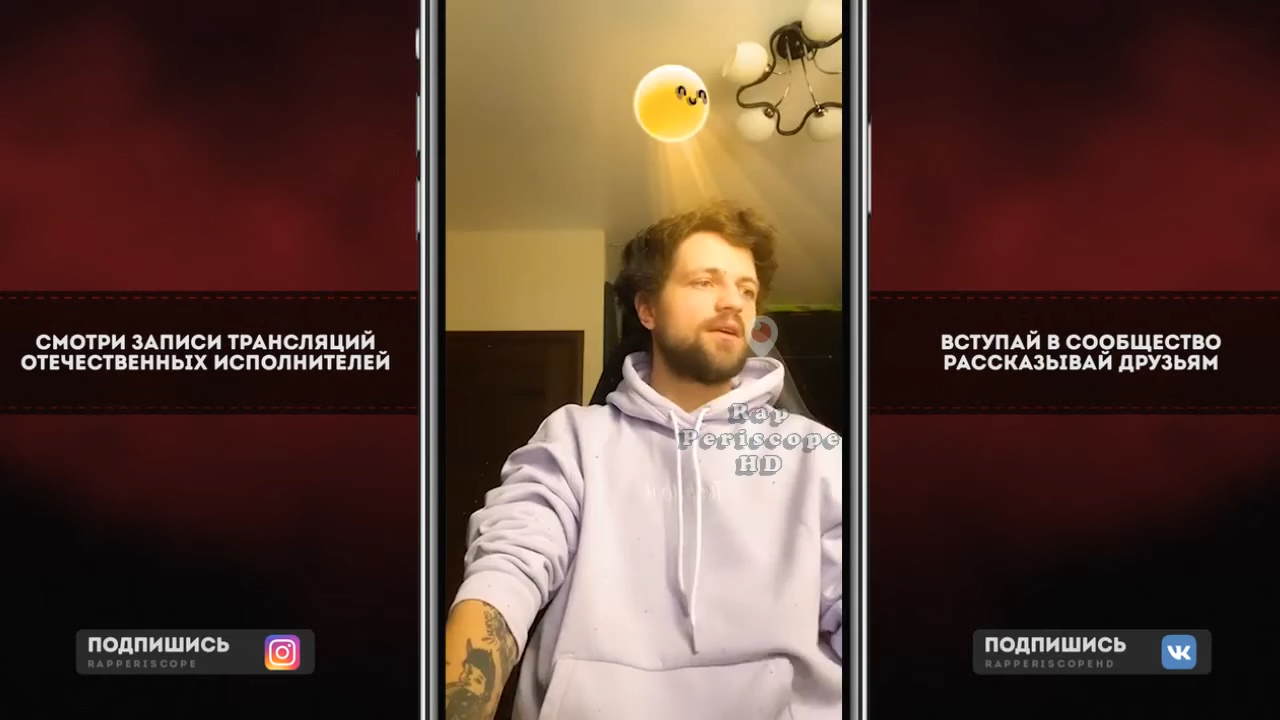 СМОТРИ ЗАПИСИ ТРАНСЛЯЦИЙ
ОТЕЧЕСТВЕННЫХ ИСПОЛНИТЕЛЕЙ
ПОДПИШИСЬ
RAPPERISCOPE
Rap
Periscope
HD
ВСТУПАЙ В СООБЩЕСТВО
РАССКАЗЫВАЙ ДРУЗЬЯМ
ПОДПИШИСЬ
RAPPERISCOPEHD